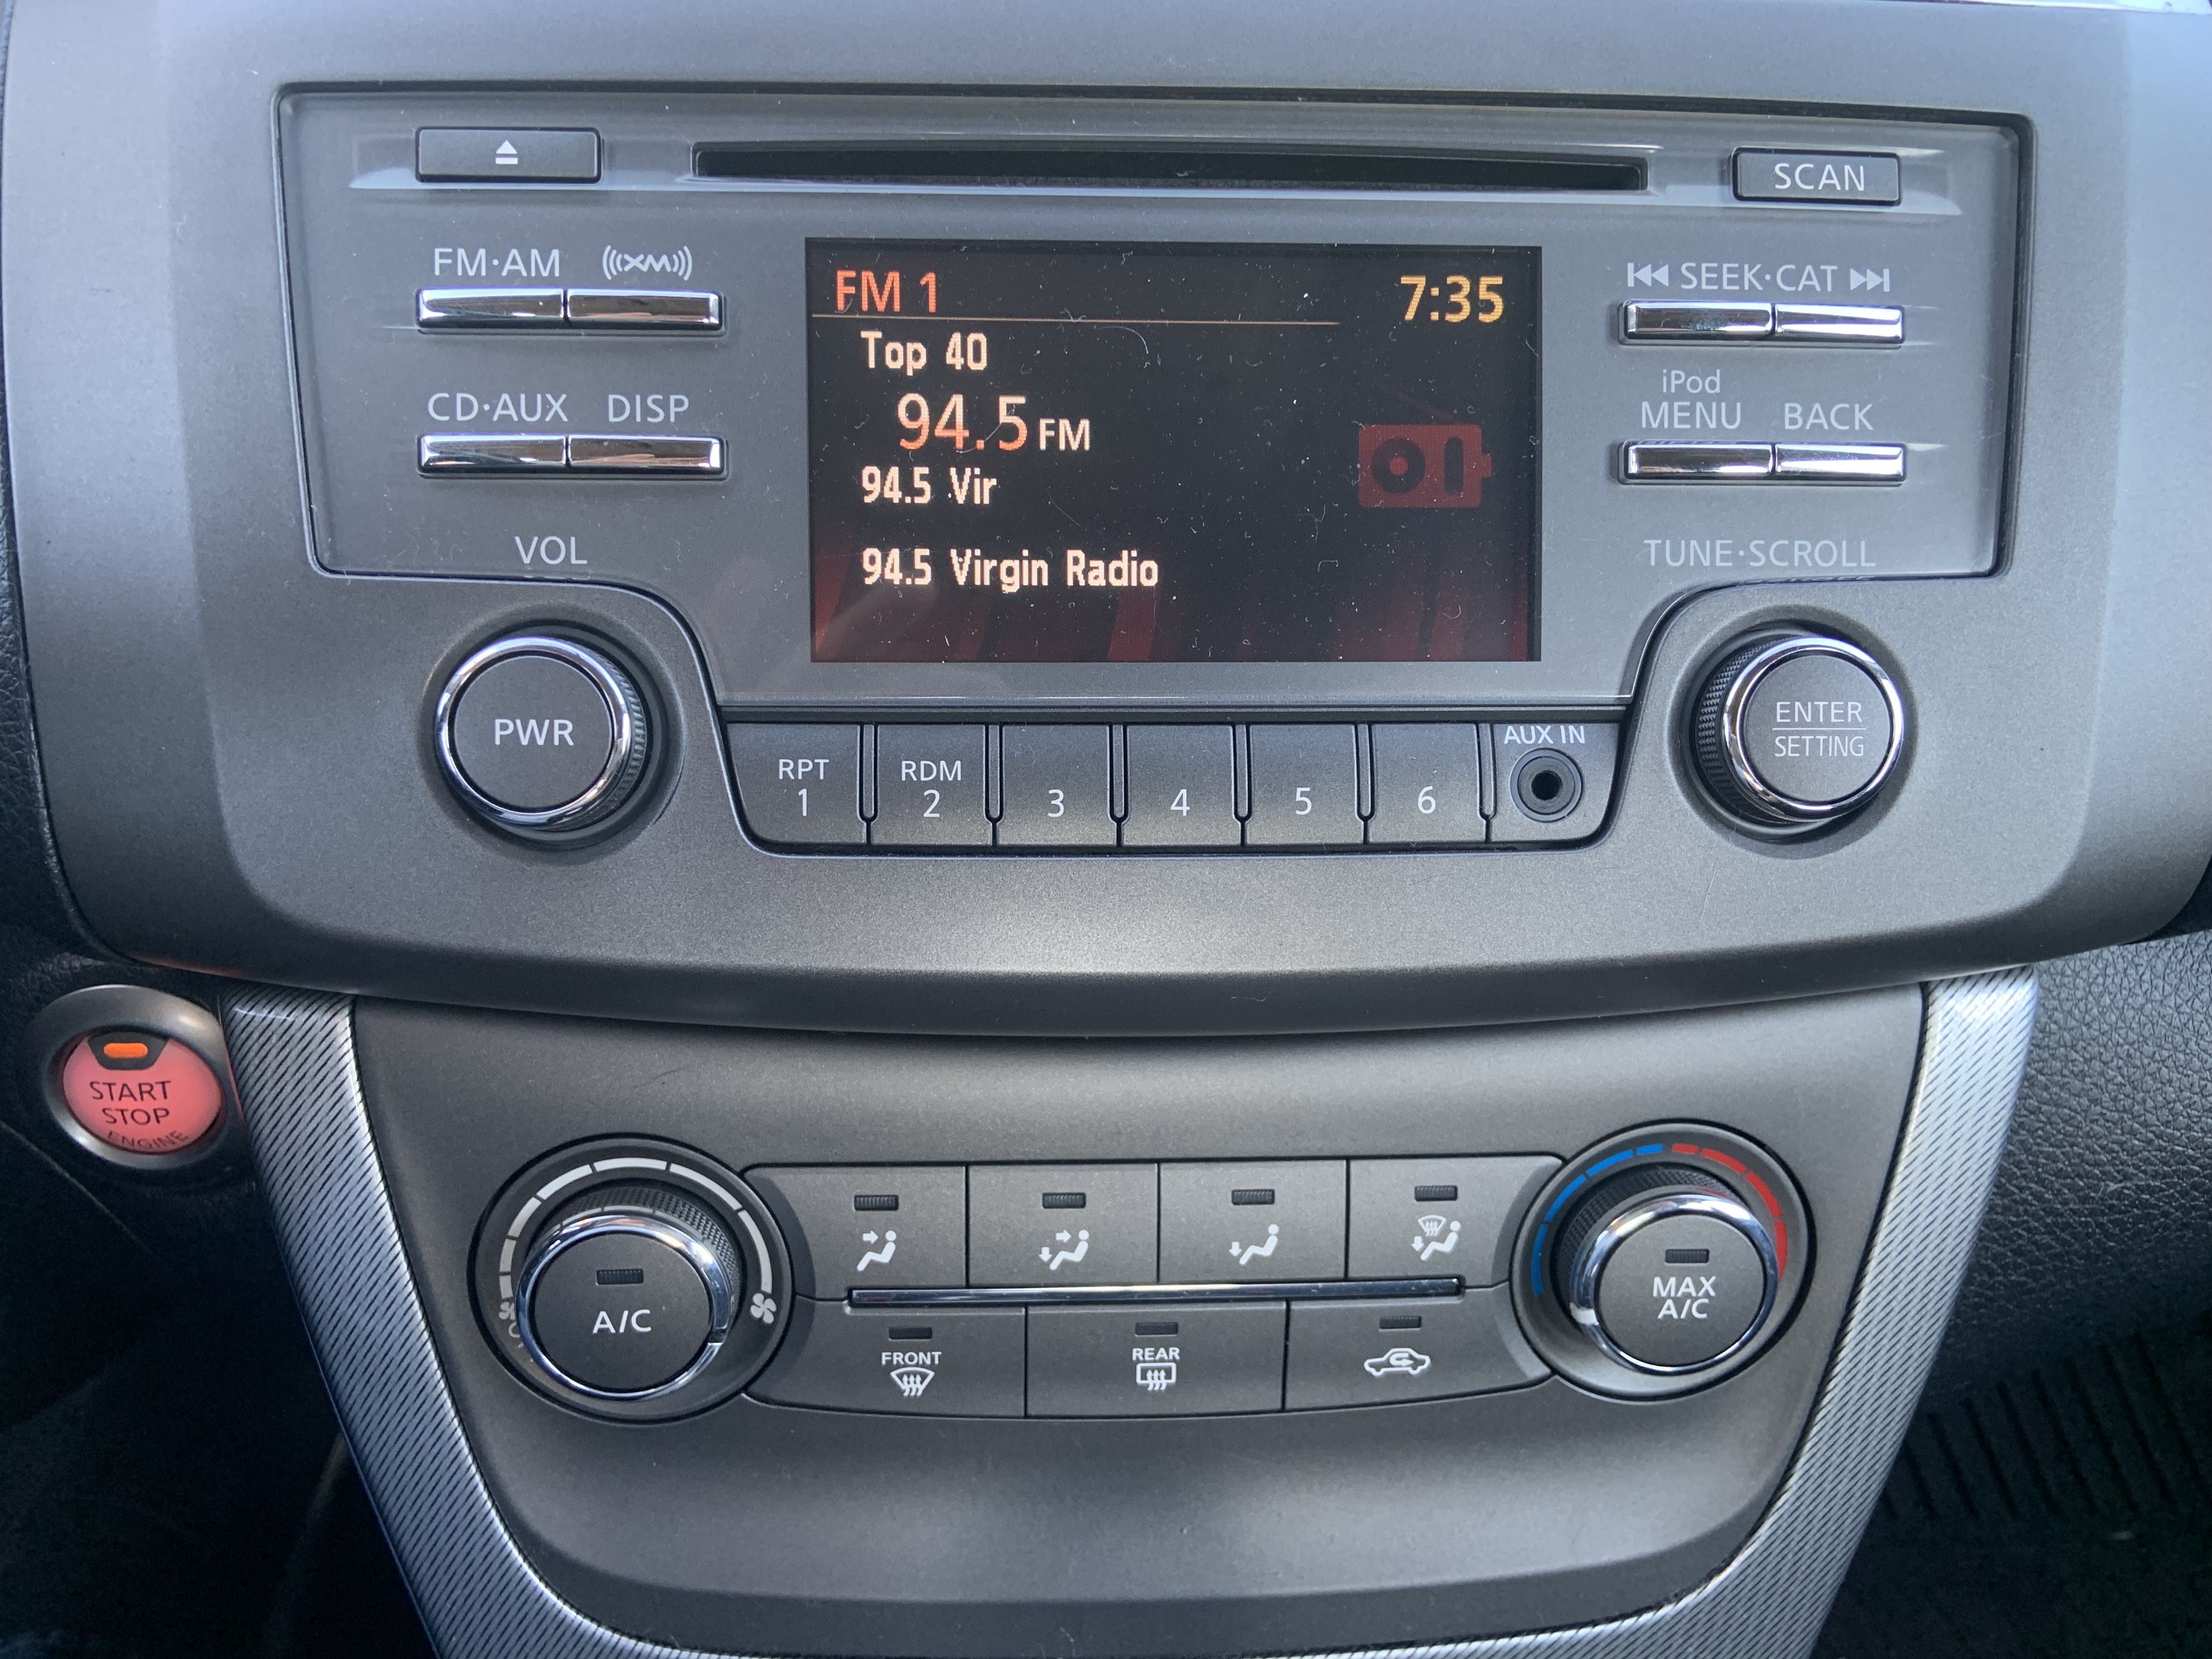 SCAN
FM·AM XM
SEEK·CAT
CD·AUX DISP
iPod
MENU BACK
VOL
TUNE·SCROLL
FM 1 7:35
Top 40
94.5 FM
94.5 Vir
94.5 Virgin Radio
PWR
ENTER
SETTING
RPT
1
RDM
2
3
4
5
6
AUX IN
START
STOP
ENGINE
A/C
MAX
A/C
FRONT
REAR